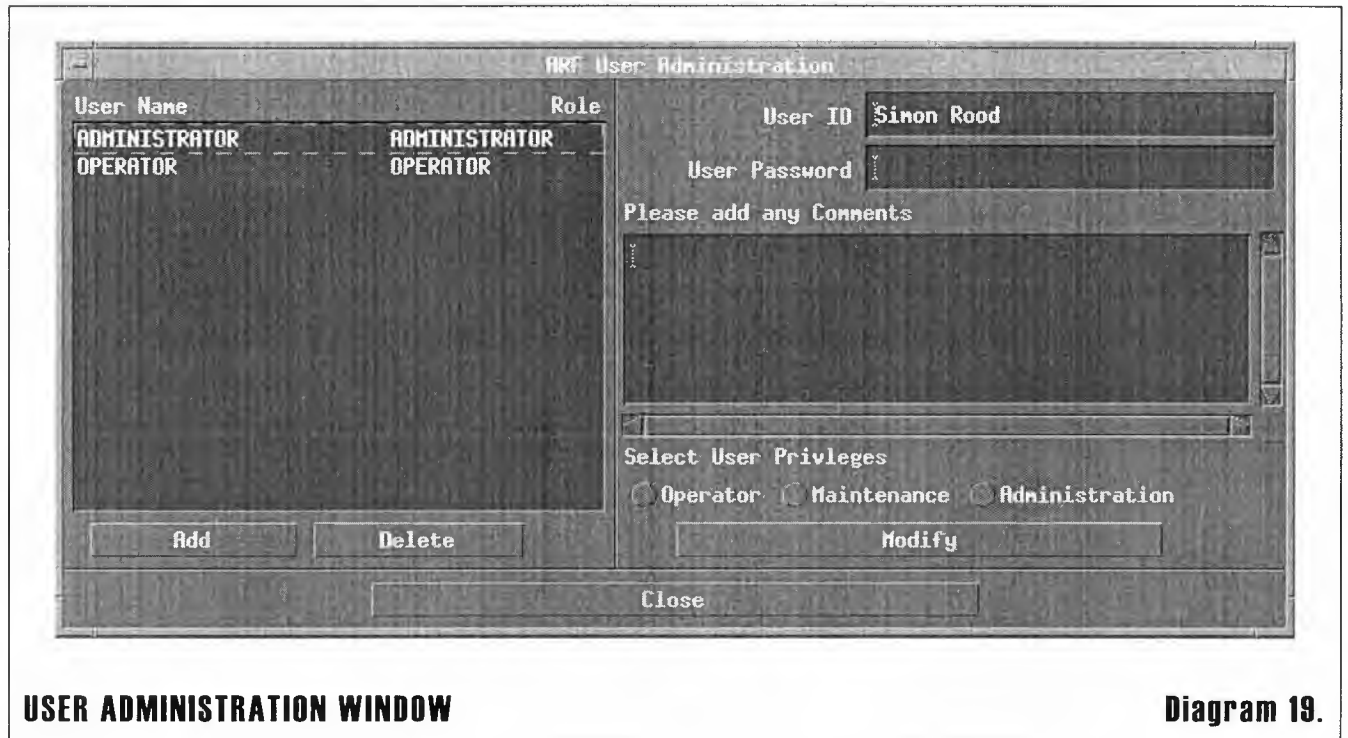 ARF User Administration
User Name Role
ADMINISTRATOR ADMINISTRATOR
OPERATOR OPERATOR
Add Delete
User ID Simon Rood
User Password
Please add any Comments
Select User Privleges
Operator Maintenance Administration
Modify
Close
USER ADMINISTRATION WINDOW Diagram 19.